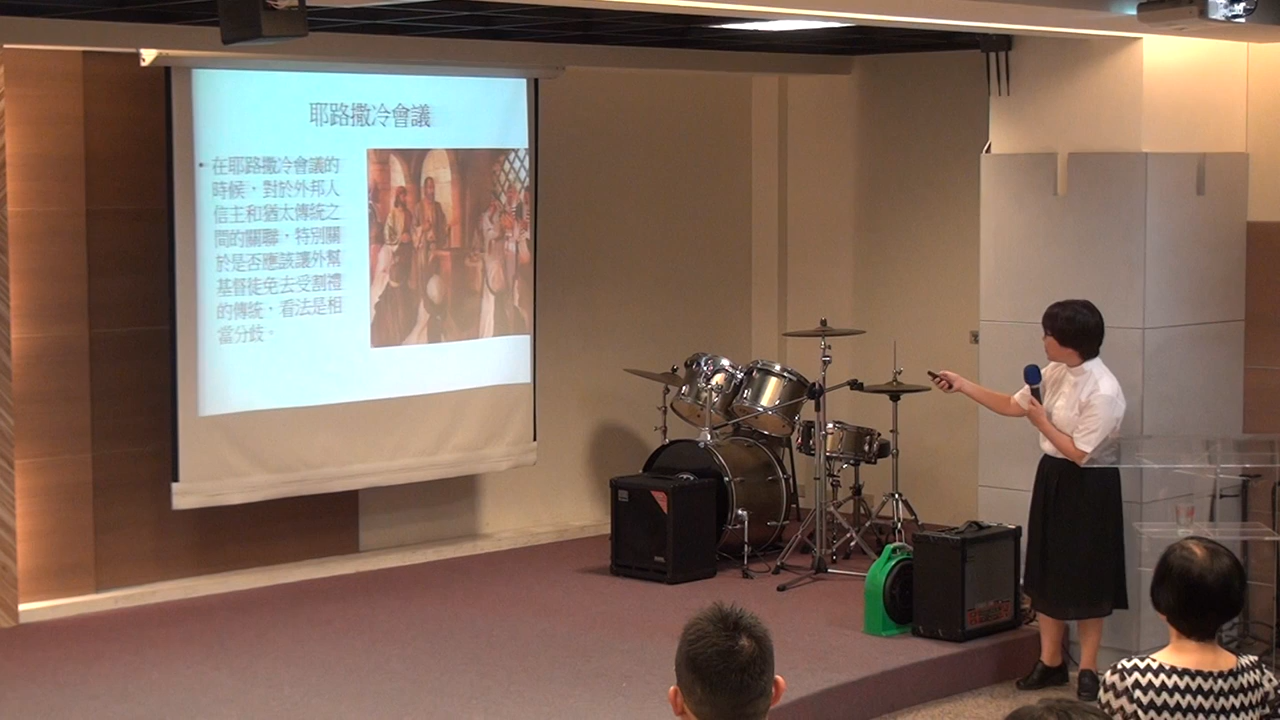 耶路撒冷會議
在耶路撒冷會議的
時候，對於外邦人
信主和猶太傳統之
間的關聯，特別關
於是否應該讓外幫
基督徒免去受割禮
的傳統，看法是相
當分歧。